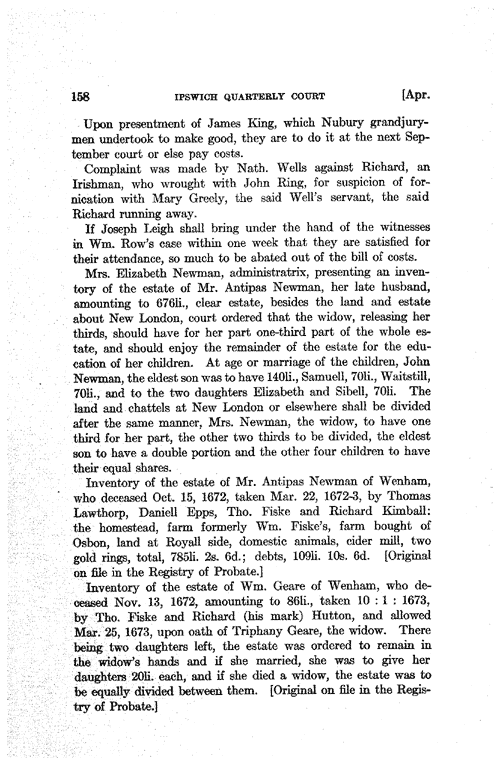 158 IPSWICH QUARTERLY COURT [Apr.
Upon presentment of James King, which Nubury grandjury-
men undertook to make good, they are to do it at the next Sep-
tember court or else pay costs.
Complaint was made by Nath. Wells against Richard, an
Irishman, who wrought with John Ring, for suspicion of for-
nication with Mary Greely, the said Well's servant, the said
Richard running away.
If Joseph Leigh shall bring under the hand of the witnesses
in Wm. Row's case within one week that they are satisfied for
their attendance, so much to be abated out of the bill of costs.
Mrs. Elizabeth Newman, administratrix, presenting an inven-
tory of the estate of Mr. Antipas Newman, her late husband,
amounting to 676li., clear estate, besides the land and estate
about New London, court ordered that the widow, releasing her
thirds, should have for her part one-third part of the whole es-
tate, and should enjoy the remainder of the estate for the edu-
cation of her children. At age or marriage of the children, John
Newman, the eldest son was to have 140li., Samuell, 70li., Waitstill,
70li., and to the two daughters Elizabeth and Sibell, 70li. The
land and chattels at New London or elsewhere shall be divided
after the same manner, Mrs. Newman, the widow, to have one
third for her part, the other two thirds to be divided, the eldest
son to have a double portion and the other four children to have
their equal shares.
Inventory of the estate of Mr. Antipas Newman of Wenham,
who deceased Oct. 15, 1672, taken Mar. 22, 1672-3, by Thomas
Lawthorp, Daniell Epps, Tho. Fiske and Richard Kimball:
the homestead, farm formerly Wm. Fiske's, farm bought of
Osbon, land at Royall side, domestic animals, cider mill, two
gold rings, total, 785li. 2s. 6d.; debts, 109li. 10s. 6d. [Original
on file in the Registry of Probate.]
Inventory of the estate of Wm. Geare of Wenham, who de-
ceased Nov. 13, 1672, amounting to 86li., taken 10 : 1 : 1673,
by Tho. Fiske and Richard (his mark) Hutton, and allowed
Mar. 25, 1673, upon oath of Triphany Geare, the widow. There
being two daughters left, the estate was ordered to remain in
the widow's hands and if she married, she was to give her
daughters 20li. each, and if she died a widow, the estate was to
be equally divided between them. [Original on file in the Regis-
try of Probate.]